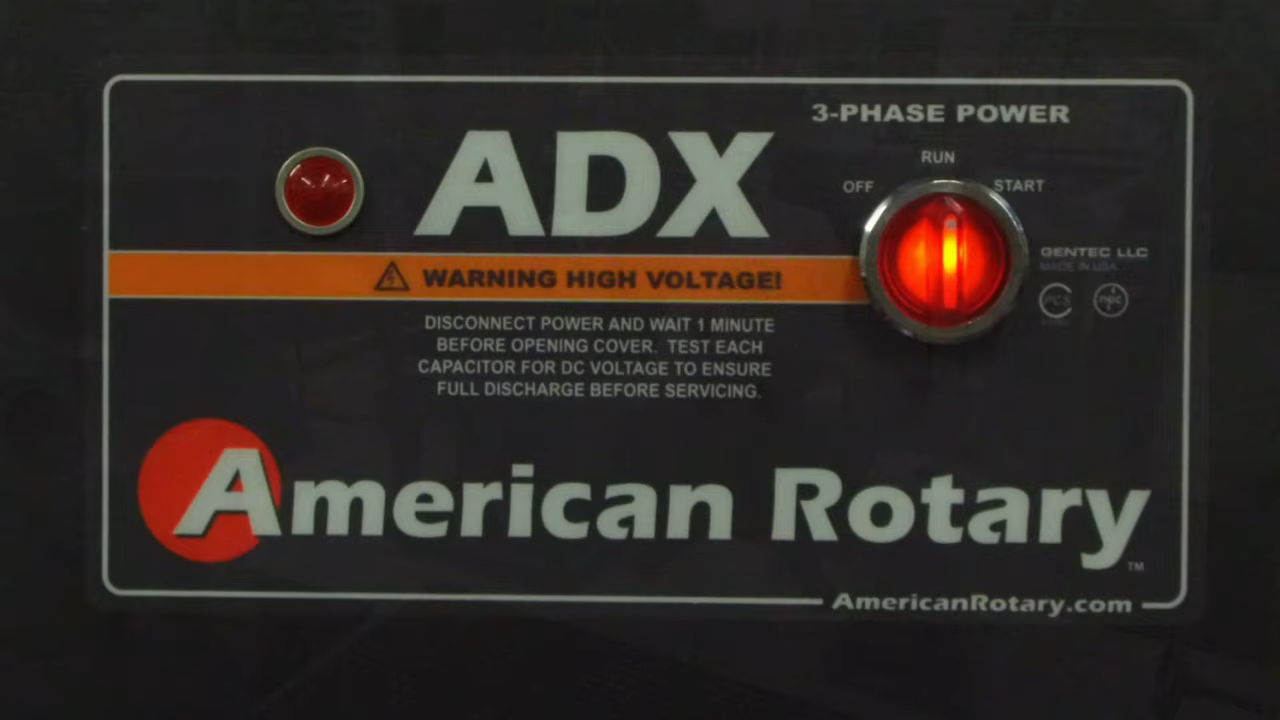 3-PHASE POWER
ADX
RUN
OFF
START
GENTEC LLC
MADE IN USA
WARNING HIGH VOLTAGE!
DISCONNECT POWER AND WAIT 1 MINUTE
BEFORE OPENING COVER. TEST EACH
CAPACITOR FOR DC VOLTAGE TO ENSURE
FULL DISCHARGE BEFORE SERVICING.
American Rotary
TM
AmericanRotary.com